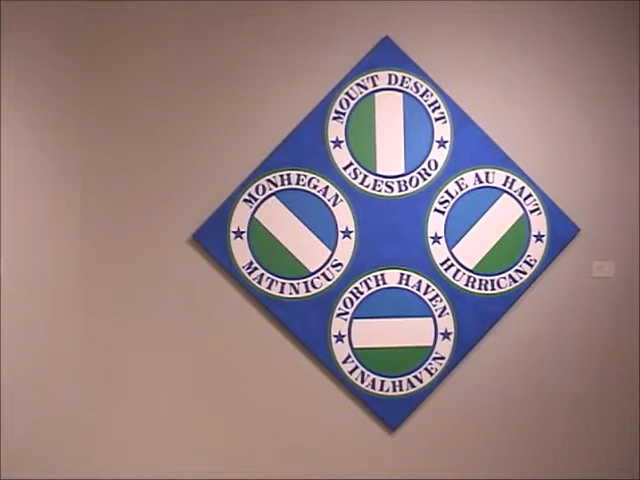 MOUNT DESERT
ISLESBORO
MONHEGAN
MATINICUS
ISLE AU HAUT
HURRICANE
NORTH HAVEN
VINALHAVEN